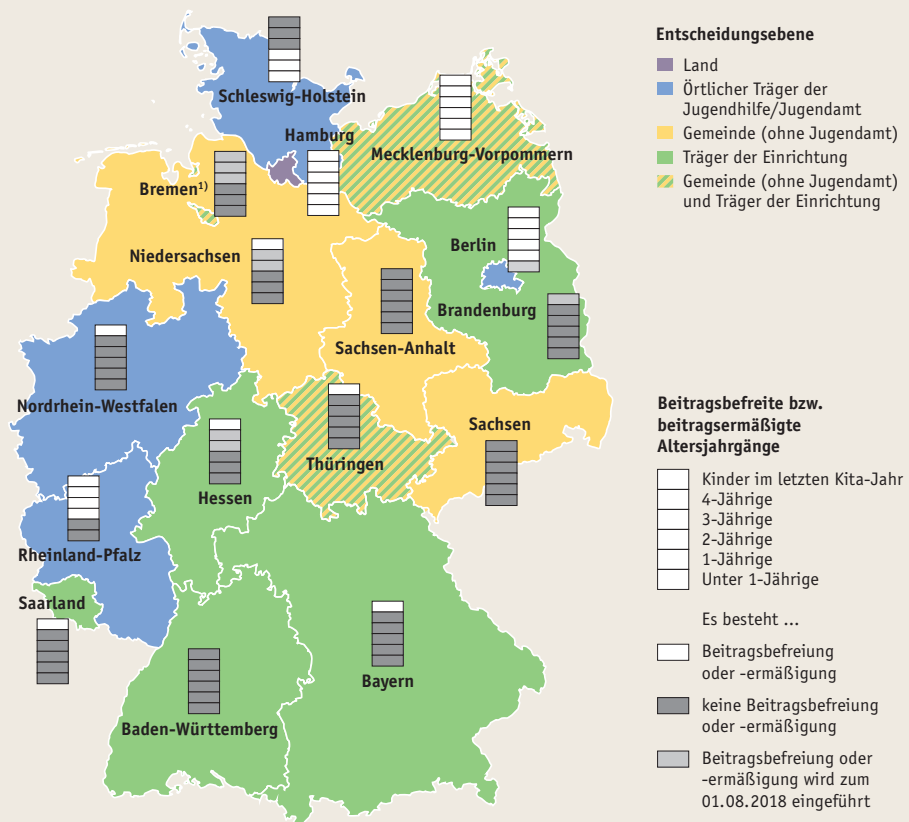 Schleswig-Holstein
Hamburg
Mecklenburg-Vorpommern
Bremen¹⁾
Niedersachsen
Berlin
Brandenburg
Sachsen-Anhalt
Nordrhein-Westfalen
Sachsen
Thüringen
Hessen
Rheinland-Pfalz
Saarland
Bayern
Baden-Württemberg
Entscheidungsebene
Land
Örtlicher Träger der
Jugendhilfe/Jugendamt
Gemeinde (ohne Jugendamt)
Träger der Einrichtung
Gemeinde (ohne Jugendamt)
und Träger der Einrichtung
Beitragsbefreite bzw.
beitragsermäßigte
Altersjahrgänge
Kinder im letzten Kita-Jahr
4-Jährige
3-Jährige
2-Jährige
1-Jährige
Unter 1-Jährige
Es besteht ...
Beitragsbefreiung
oder -ermäßigung
keine Beitragsbefreiung
oder -ermäßigung
Beitragsbefreiung oder
-ermäßigung wird zum
01.08.2018 eingeführt